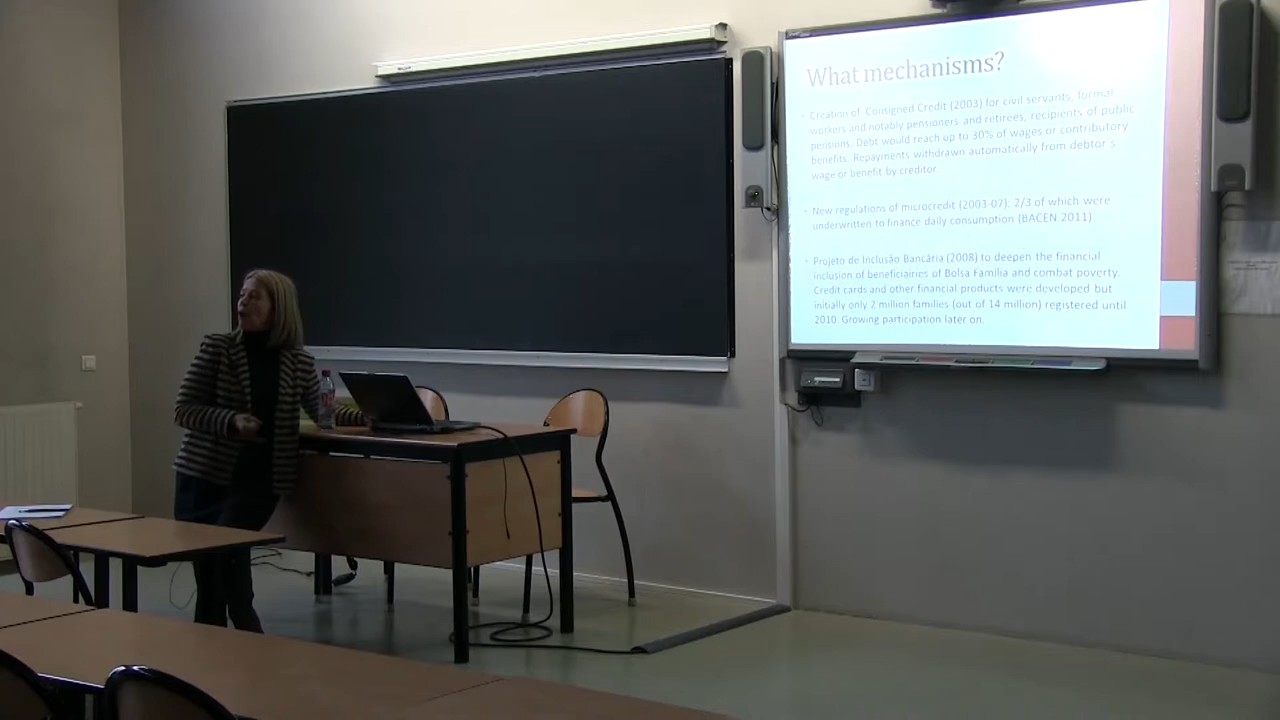 What mechanisms?
Creation of Consigned Credit (2003) for civil servants, formal
workers and notably pensioners and retirees, recipients of public
pensions. Debt would reach up to 30% of wages or contributory
benefits. Repayments withdrawn automatically from debtor´s
wage or benefit by creditor
New regulations of microcredit (2003-07); 2/3 of which were
underwritten to finance daily consumption (BACEN 2011)
Projeto de Inclusão Bancária (2008) to deepen the financial
inclusion of beneficiairies of Bolsa Família and combat poverty.
Credit cards and other financial products were developed but
initially only 2 million families (out of 14 million) registered until
2010. Growing participation later on.